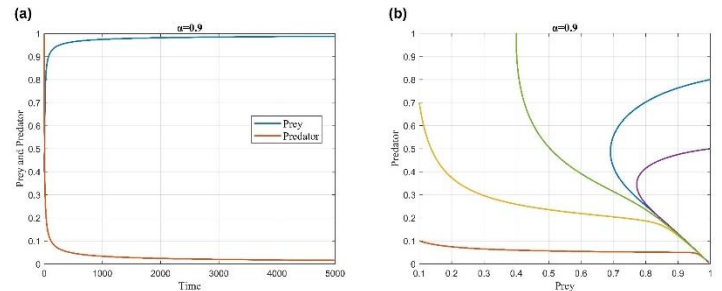 (a)
α=0.9
Prey and Predator
1
0.9
0.8
0.7
0.6
0.5
0.4
0.3
0.2
0.1
0
Prey
Predator
0 1000 2000 3000 4000 5000
Time
(b)
α=0.9
Predator
1
0.9
0.8
0.7
0.6
0.5
0.4
0.3
0.2
0.1
0
0.1 0.2 0.3 0.4 0.5 0.6 0.7 0.8 0.9 1
Prey